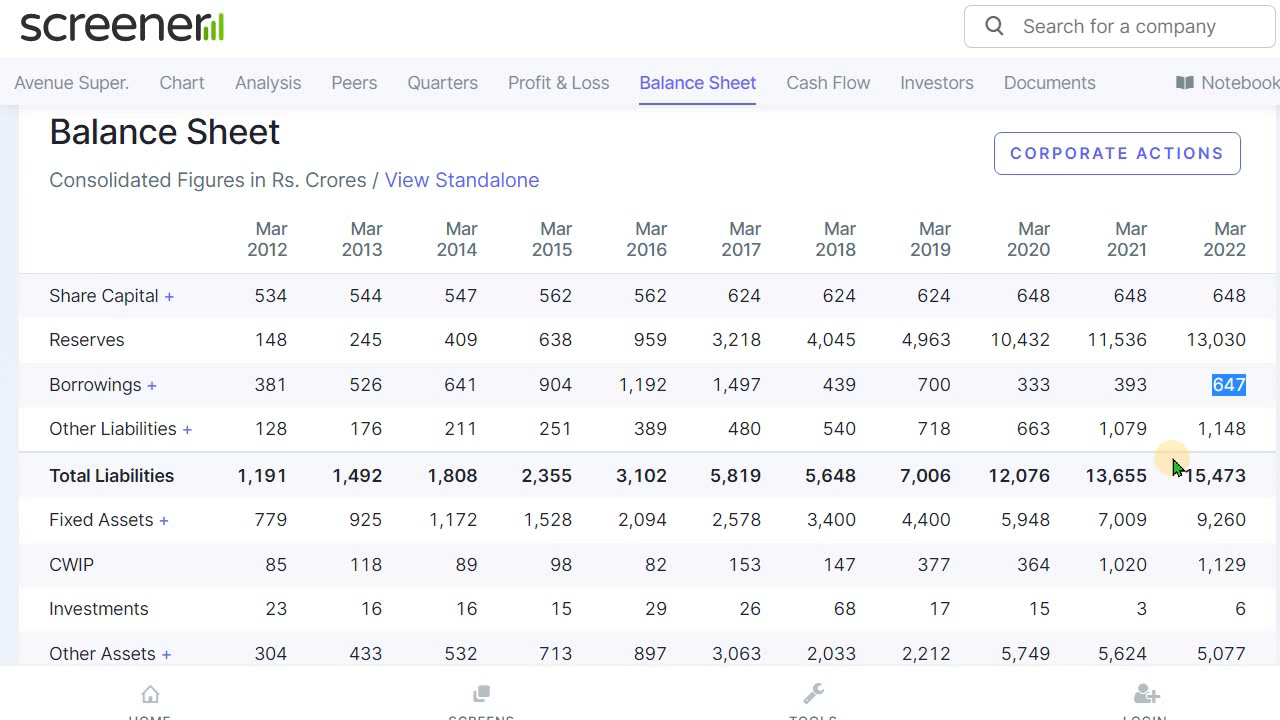 screener
Search for a company
Avenue Super. Chart Analysis Peers Quarters Profit & Loss Balance Sheet Cash Flow Investors Documents Notebook
Balance Sheet
CORPORATE ACTIONS
Consolidated Figures in Rs. Crores / View Standalone
Mar Mar Mar Mar Mar Mar Mar Mar Mar Mar Mar
2012 2013 2014 2015 2016 2017 2018 2019 2020 2021 2022
Share Capital + 534 544 547 562 562 624 624 624 648 648 648
Reserves 148 245 409 638 959 3,218 4,045 4,963 10,432 11,536 13,030
Borrowings + 381 526 641 904 1,192 1,497 439 700 333 393 647
Other Liabilities + 128 176 211 251 389 480 540 718 663 1,079 1,148
Total Liabilities 1,191 1,492 1,808 2,355 3,102 5,819 5,648 7,006 12,076 13,655 15,473
Fixed Assets + 779 925 1,172 1,528 2,094 2,578 3,400 4,400 5,948 7,009 9,260
CWIP 85 118 89 98 82 153 147 377 364 1,020 1,129
Investments 23 16 16 15 29 26 68 17 15 3 6
Other Assets + 304 433 532 713 897 3,063 2,033 2,212 5,749 5,624 5,077
HOME SCREENS TOOLS LOGIN